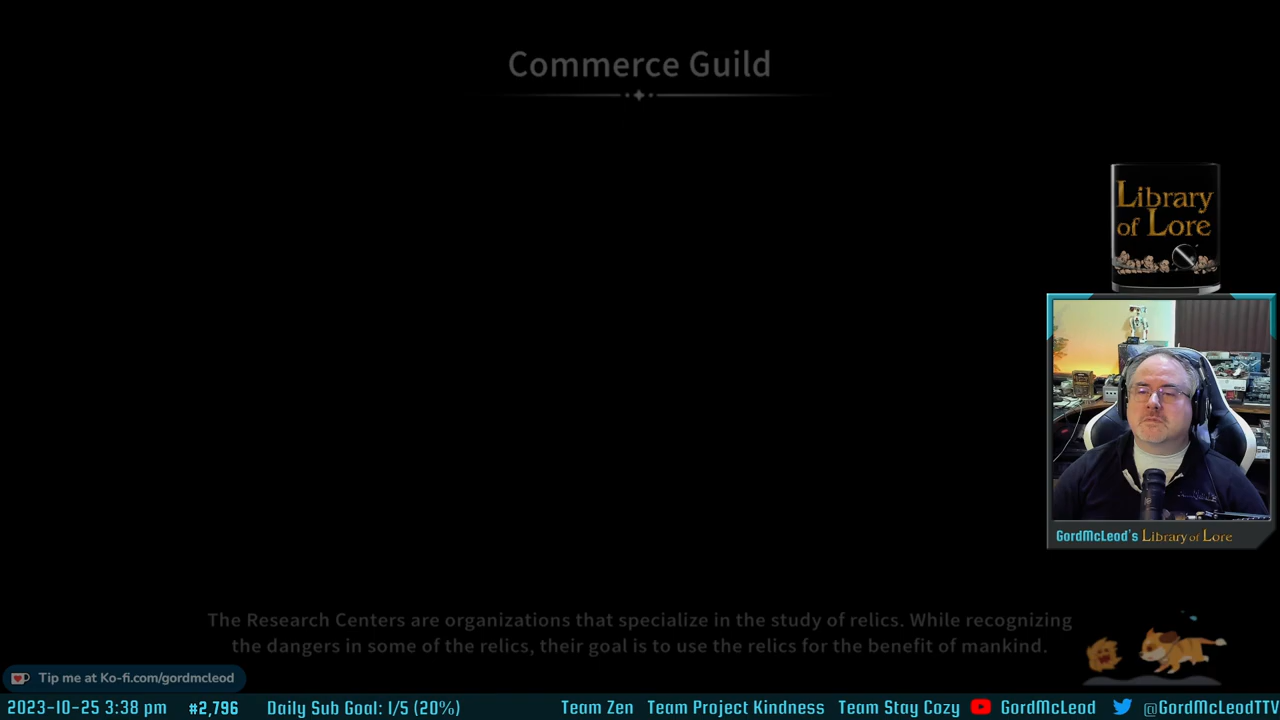 Commerce Guild
Library
of Lore
GordMcLeod's Library of Lore
The Research Centers are organizations that specialize in the study of relics. While recognizing
the dangers in some of the relics, their goal is to use the relics for the benefit of mankind.
Tip me at Ko-fi.com/gordmcleod
2023-10-25 3:38 pm #2,796 Daily Sub Goal: 1/5 (20%) Team Zen Team Project Kindness Team Stay Cozy GordMcLeod @GordMcLeodTTV